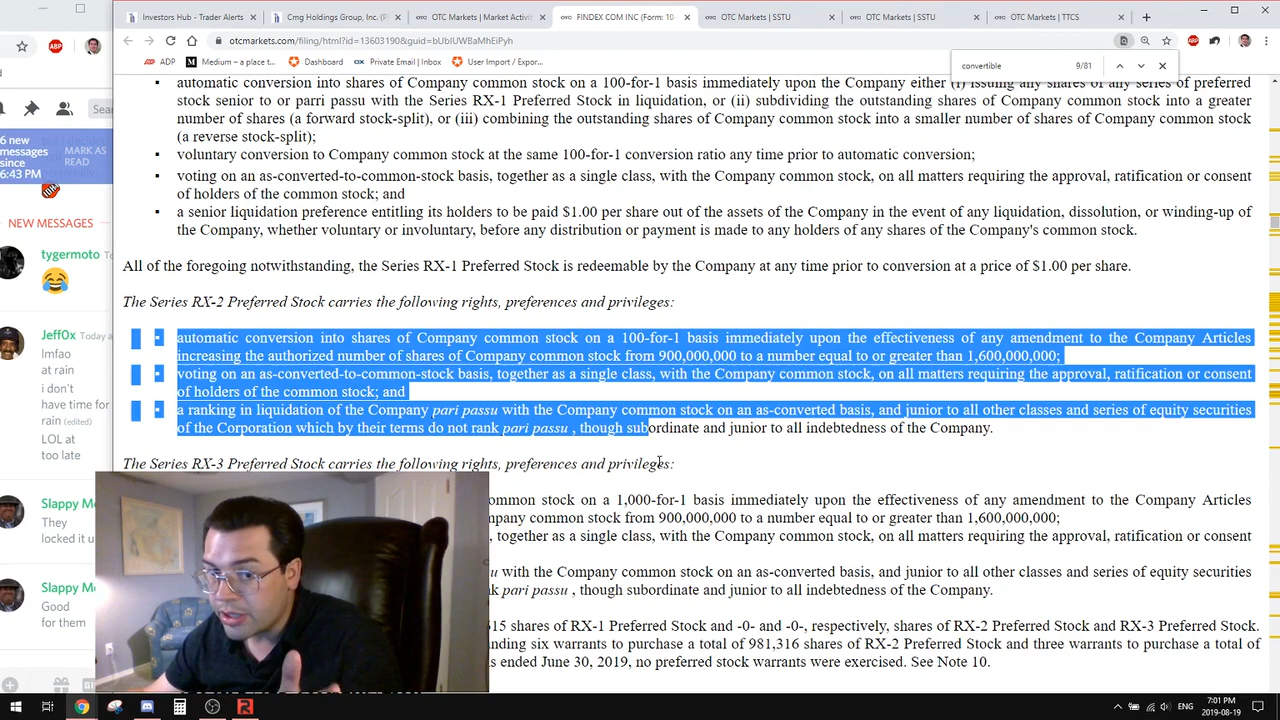 Investors Hub - Trader Alerts
Cmg Holdings Group, Inc. (P
OTC Markets | Market Activi
FINDEX COM INC (Form: 10-
OTC Markets | SSTU
OTC Markets | SSTU
OTC Markets | TTCS
otcmarkets.com/filing/html?id=13603190&guid=bUbIUWBaMhEiPyh
ADP
Medium – a place t...
Dashboard
Private Email | Inbox
User Import / Expor...
convertible 9/81
Seac
6 new
messages
since
6:43 PM
MARK AS
READ
NEW MESSAGES
tygermoto To
JeffOx Today a
lmfao
at rain
i don't
have time for
rain (edited)
LOL at
too late
Slappy Mo
They
locked it u
Slappy Mo
Good
for them
automatic conversion into shares of Company common stock on a 100-for-1 basis immediately upon the Company either (i) issuing any shares of any series of preferred
stock senior to or parri passu with the Series RX-1 Preferred Stock in liquidation, or (ii) subdividing the outstanding shares of Company common stock into a greater
number of shares (a forward stock-split), or (iii) combining the outstanding shares of Company common stock into a smaller number of shares of Company common stock
(a reverse stock-split);
▪ voluntary conversion to Company common stock at the same 100-for-1 conversion ratio any time prior to automatic conversion;
▪ voting on an as-converted-to-common-stock basis, together as a single class, with the Company common stock, on all matters requiring the approval, ratification or consent
of holders of the common stock; and
▪ a senior liquidation preference entitling its holders to be paid $1.00 per share out of the assets of the Company in the event of any liquidation, dissolution, or winding-up of
the Company, whether voluntary or involuntary, before any distribution or payment is made to any holders of any shares of the Company's common stock.
All of the foregoing notwithstanding, the Series RX-1 Preferred Stock is redeemable by the Company at any time prior to conversion at a price of $1.00 per share.
The Series RX-2 Preferred Stock carries the following rights, preferences and privileges:
▪ automatic conversion into shares of Company common stock on a 100-for-1 basis immediately upon the effectiveness of any amendment to the Company Articles
increasing the authorized number of shares of Company common stock from 900,000,000 to a number equal to or greater than 1,600,000,000;
▪ voting on an as-converted-to-common-stock basis, together as a single class, with the Company common stock, on all matters requiring the approval, ratification or consent
of holders of the common stock; and
▪ a ranking in liquidation of the Company pari passu with the Company common stock on an as-converted basis, and junior to all other classes and series of equity securities
of the Corporation which by their terms do not rank pari passu , though subordinate and junior to all indebtedness of the Company.
The Series RX-3 Preferred Stock carries the following rights, preferences and privileges:
ommon stock on a 1,000-for-1 basis immediately upon the effectiveness of any amendment to the Company Articles
mpany common stock from 900,000,000 to a number equal to or greater than 1,600,000,000;
, together as a single class, with the Company common stock, on all matters requiring the approval, ratification or consent
with the Company common stock on an as-converted basis, and junior to all other classes and series of equity securities
nk pari passu , though subordinate and junior to all indebtedness of the Company.
515 shares of RX-1 Preferred Stock and -0- and -0-, respectively, shares of RX-2 Preferred Stock and RX-3 Preferred Stock.
nding six warrants to purchase a total of 981,316 shares of RX-2 Preferred Stock and three warrants to purchase a total of
s ended June 30, 2019, no preferred stock warrants were exercised. See Note 10.
ENG
7:01 PM
2019-08-19